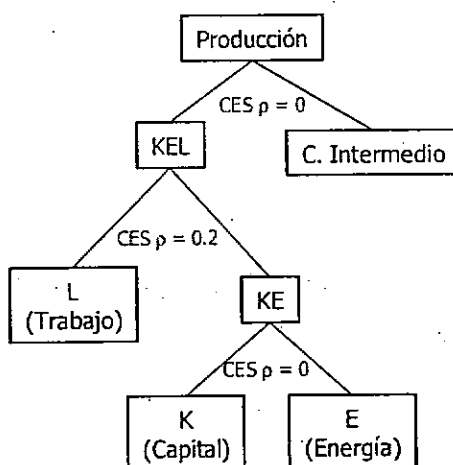 Producción
CES ρ = 0
KEL
C. Intermedio
CES ρ = 0.2
L
(Trabajo)
KE
CES ρ = 0
K
(Capital)
E
(Energía)